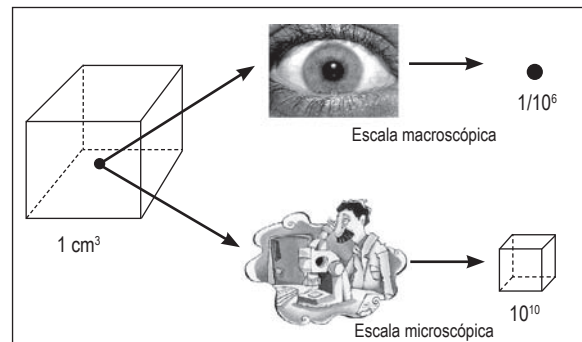 1/10⁶
Escala macroscópica
1 cm³
10¹⁰
Escala microscópica